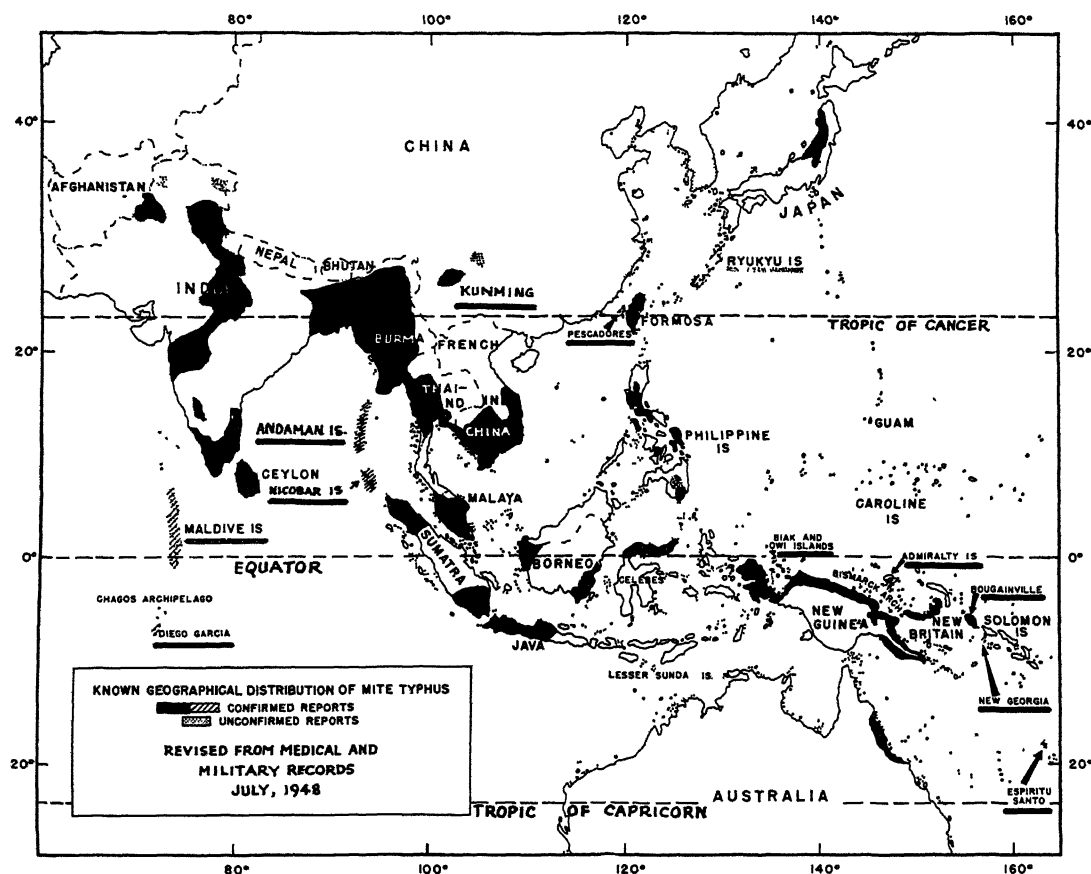 80° 100° 120° 140° 160°
40° 40°
CHINA
AFGHANISTAN
JAPAN
NEPAL
BHUTAN
RYUKYU IS
INDIA
KUNMING
FORMOSA
PESCADORES
TROPIC OF CANCER
BURMA
FRENCH
20° 20°
THAI-
ND
IN
CHINA
GUAM
ANDAMAN IS
PHILIPPINE
IS
CEYLON
NICOBAR IS
MALAYA
CAROLINE
IS
MALDIVE IS
SUMATRA
BIAK AND
OWI ISLANDS
ADMIRALTY IS
0° 0°
EQUATOR
BORNEO
CELEBES
BISMARCK ARCH
BOUGAINVILLE
CHAGOS ARCHIPELAGO
NEW
GUINEA
NEW
BRITAIN
SOLOMON
IS
DIEGO GARCIA
JAVA
LESSER SUNDA IS.
NEW GEORGIA
KNOWN GEOGRAPHICAL DISTRIBUTION OF MITE TYPHUS
CONFIRMED REPORTS
UNCONFIRMED REPORTS
REVISED FROM MEDICAL AND
MILITARY RECORDS
JULY, 1948
20° 20°
ESPIRITU
SANTO
AUSTRALIA
TROPIC OF CAPRICORN
80° 100° 120° 140° 160°